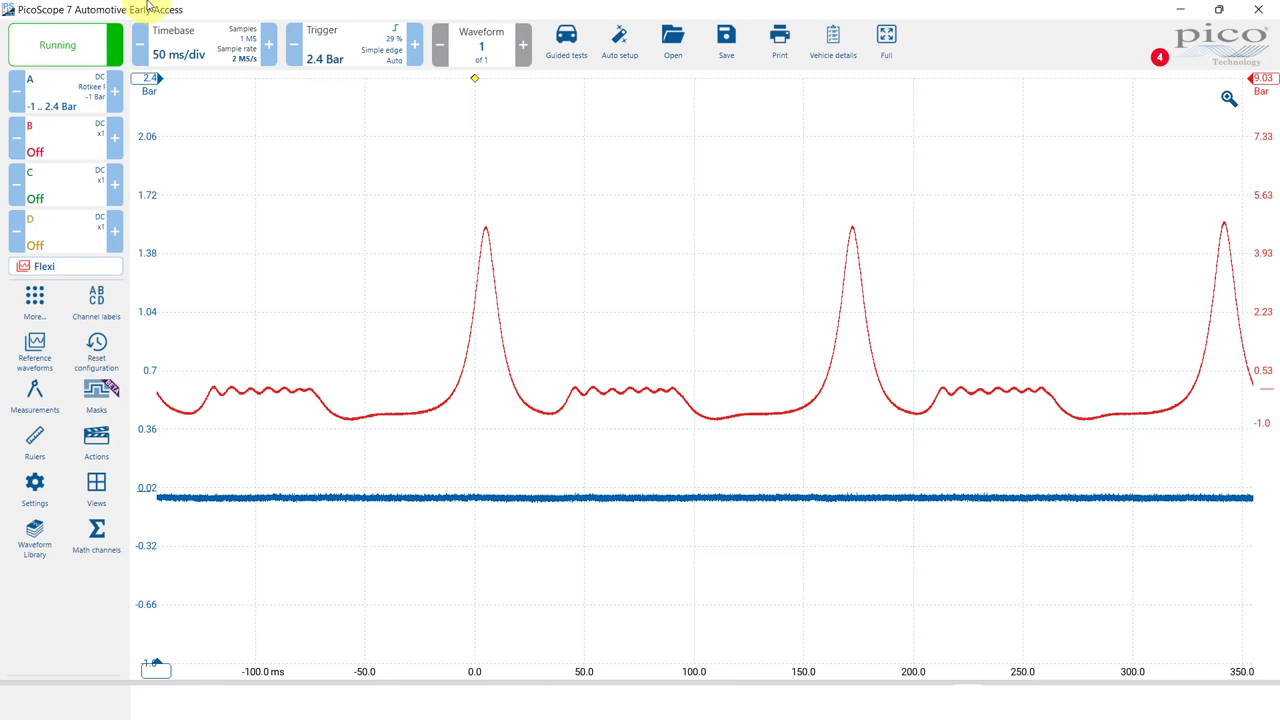 PicoScope 7 Automotive Early Access
Running
Timebase
50 ms/div
Samples
1 MS
Sample rate
2 MS/s
Trigger
2.4 Bar
29 %
Simple edge
Auto
Waveform
1
of 1
Guided tests
Auto setup
Open
Save
Print
Vehicle details
Full
4
pico
Technology
A
DC
Rotkee F
-1 Bar
-1 .. 2.4 Bar
B
DC
x1
Off
C
DC
x1
Off
D
DC
x1
Off
Flexi
More...
ABCD
Channel labels
Reference waveforms
Reset configuration
Measurements
BETA
Masks
Rulers
Actions
Settings
Views
Waveform Library
Math channels
2.4
Bar
2.06
1.72
1.38
1.04
0.7
0.36
0.02
-0.32
-0.66
9.03
Bar
7.33
5.63
3.93
2.23
0.53
-1.0
-100.0 ms
-50.0
0.0
50.0
100.0
150.0
200.0
250.0
300.0
350.0